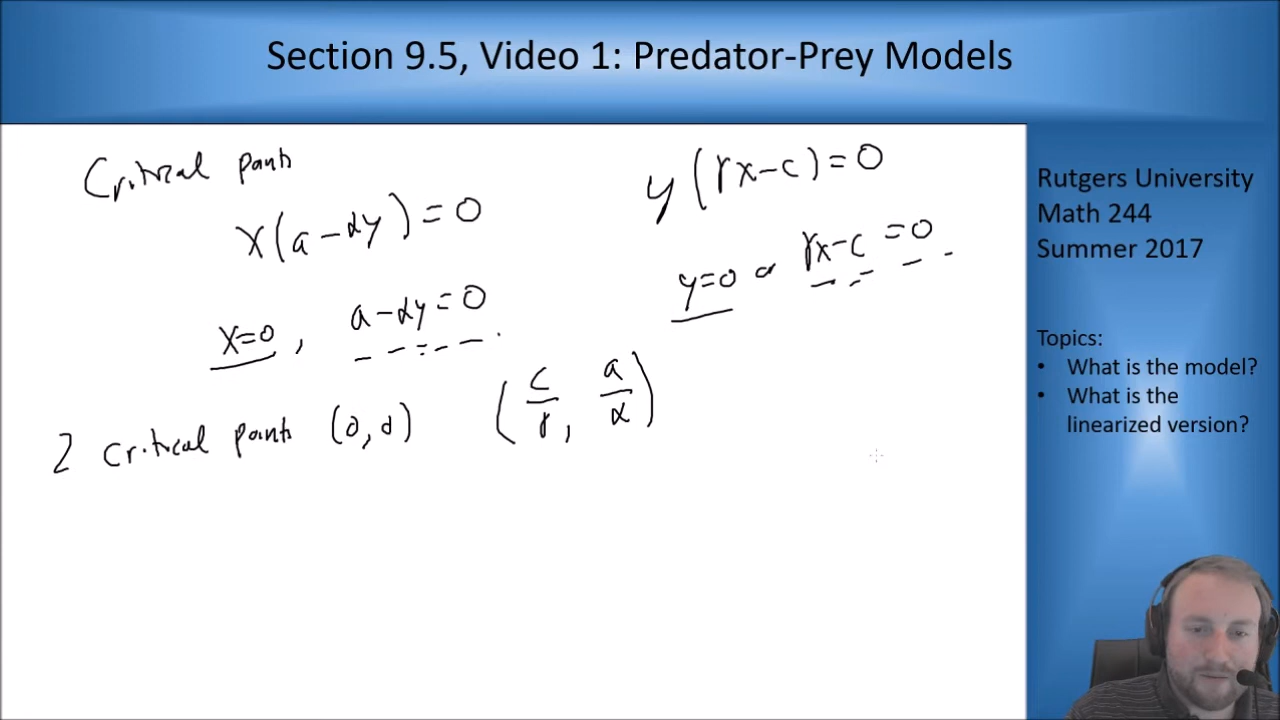 Section 9.5, Video 1: Predator-Prey Models
Critical points
x(a-αy)=0
y(γx-c)=0
x=0, a-αy=0
y=0 or γx-c=0
2 critical points (0,0) (c/γ, a/α)
Rutgers University
Math 244
Summer 2017
Topics:
• What is the model?
• What is the
linearized version?